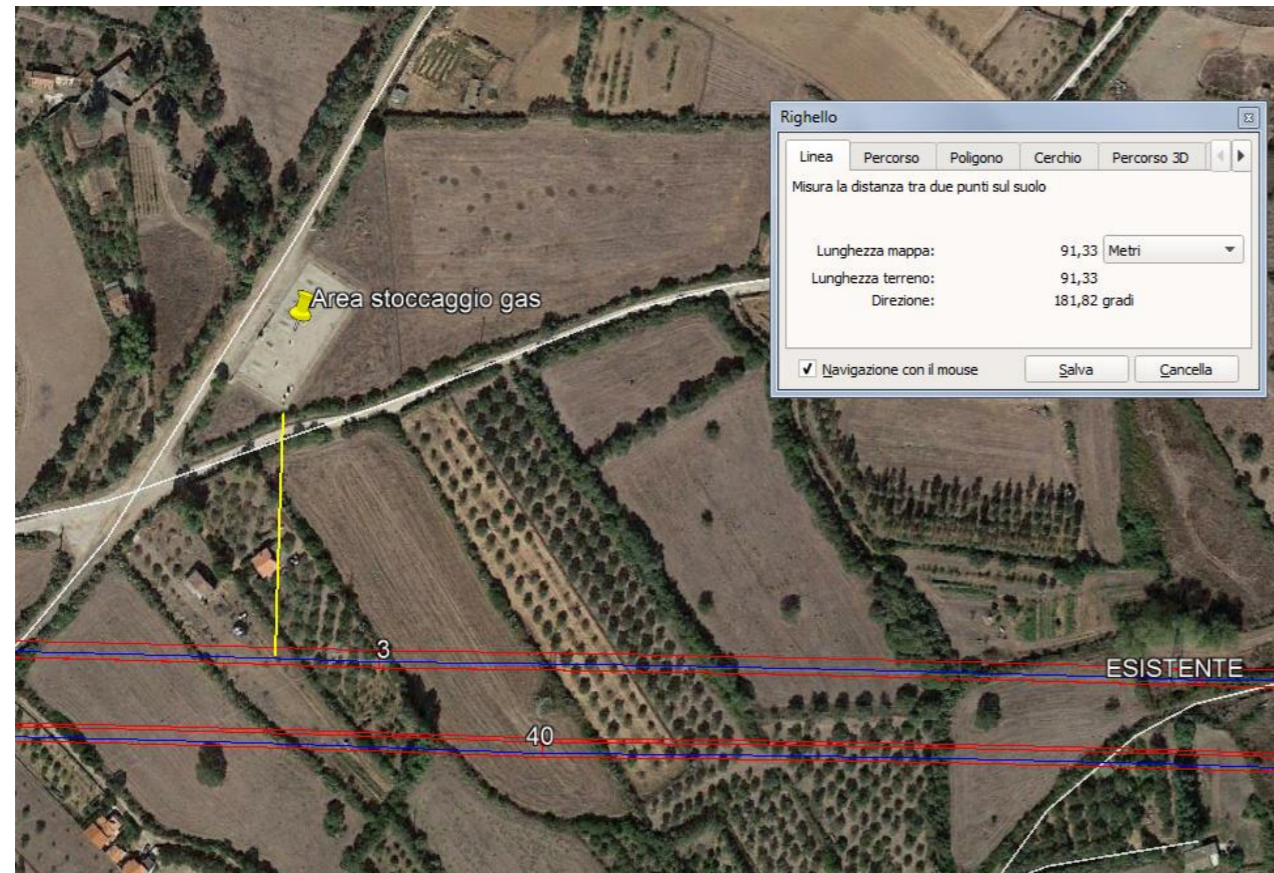 Righello
Linea
Percorso
Poligono
Cerchio
Percorso 3D
Misura la distanza tra due punti sul suolo
Lunghezza mappa: 91,33 Metri
Lunghezza terreno: 91,33
Direzione: 181,82 gradi
Navigazione con il mouse
Salva
Cancella
Area stoccaggio gas
3
ESISTENTE
40